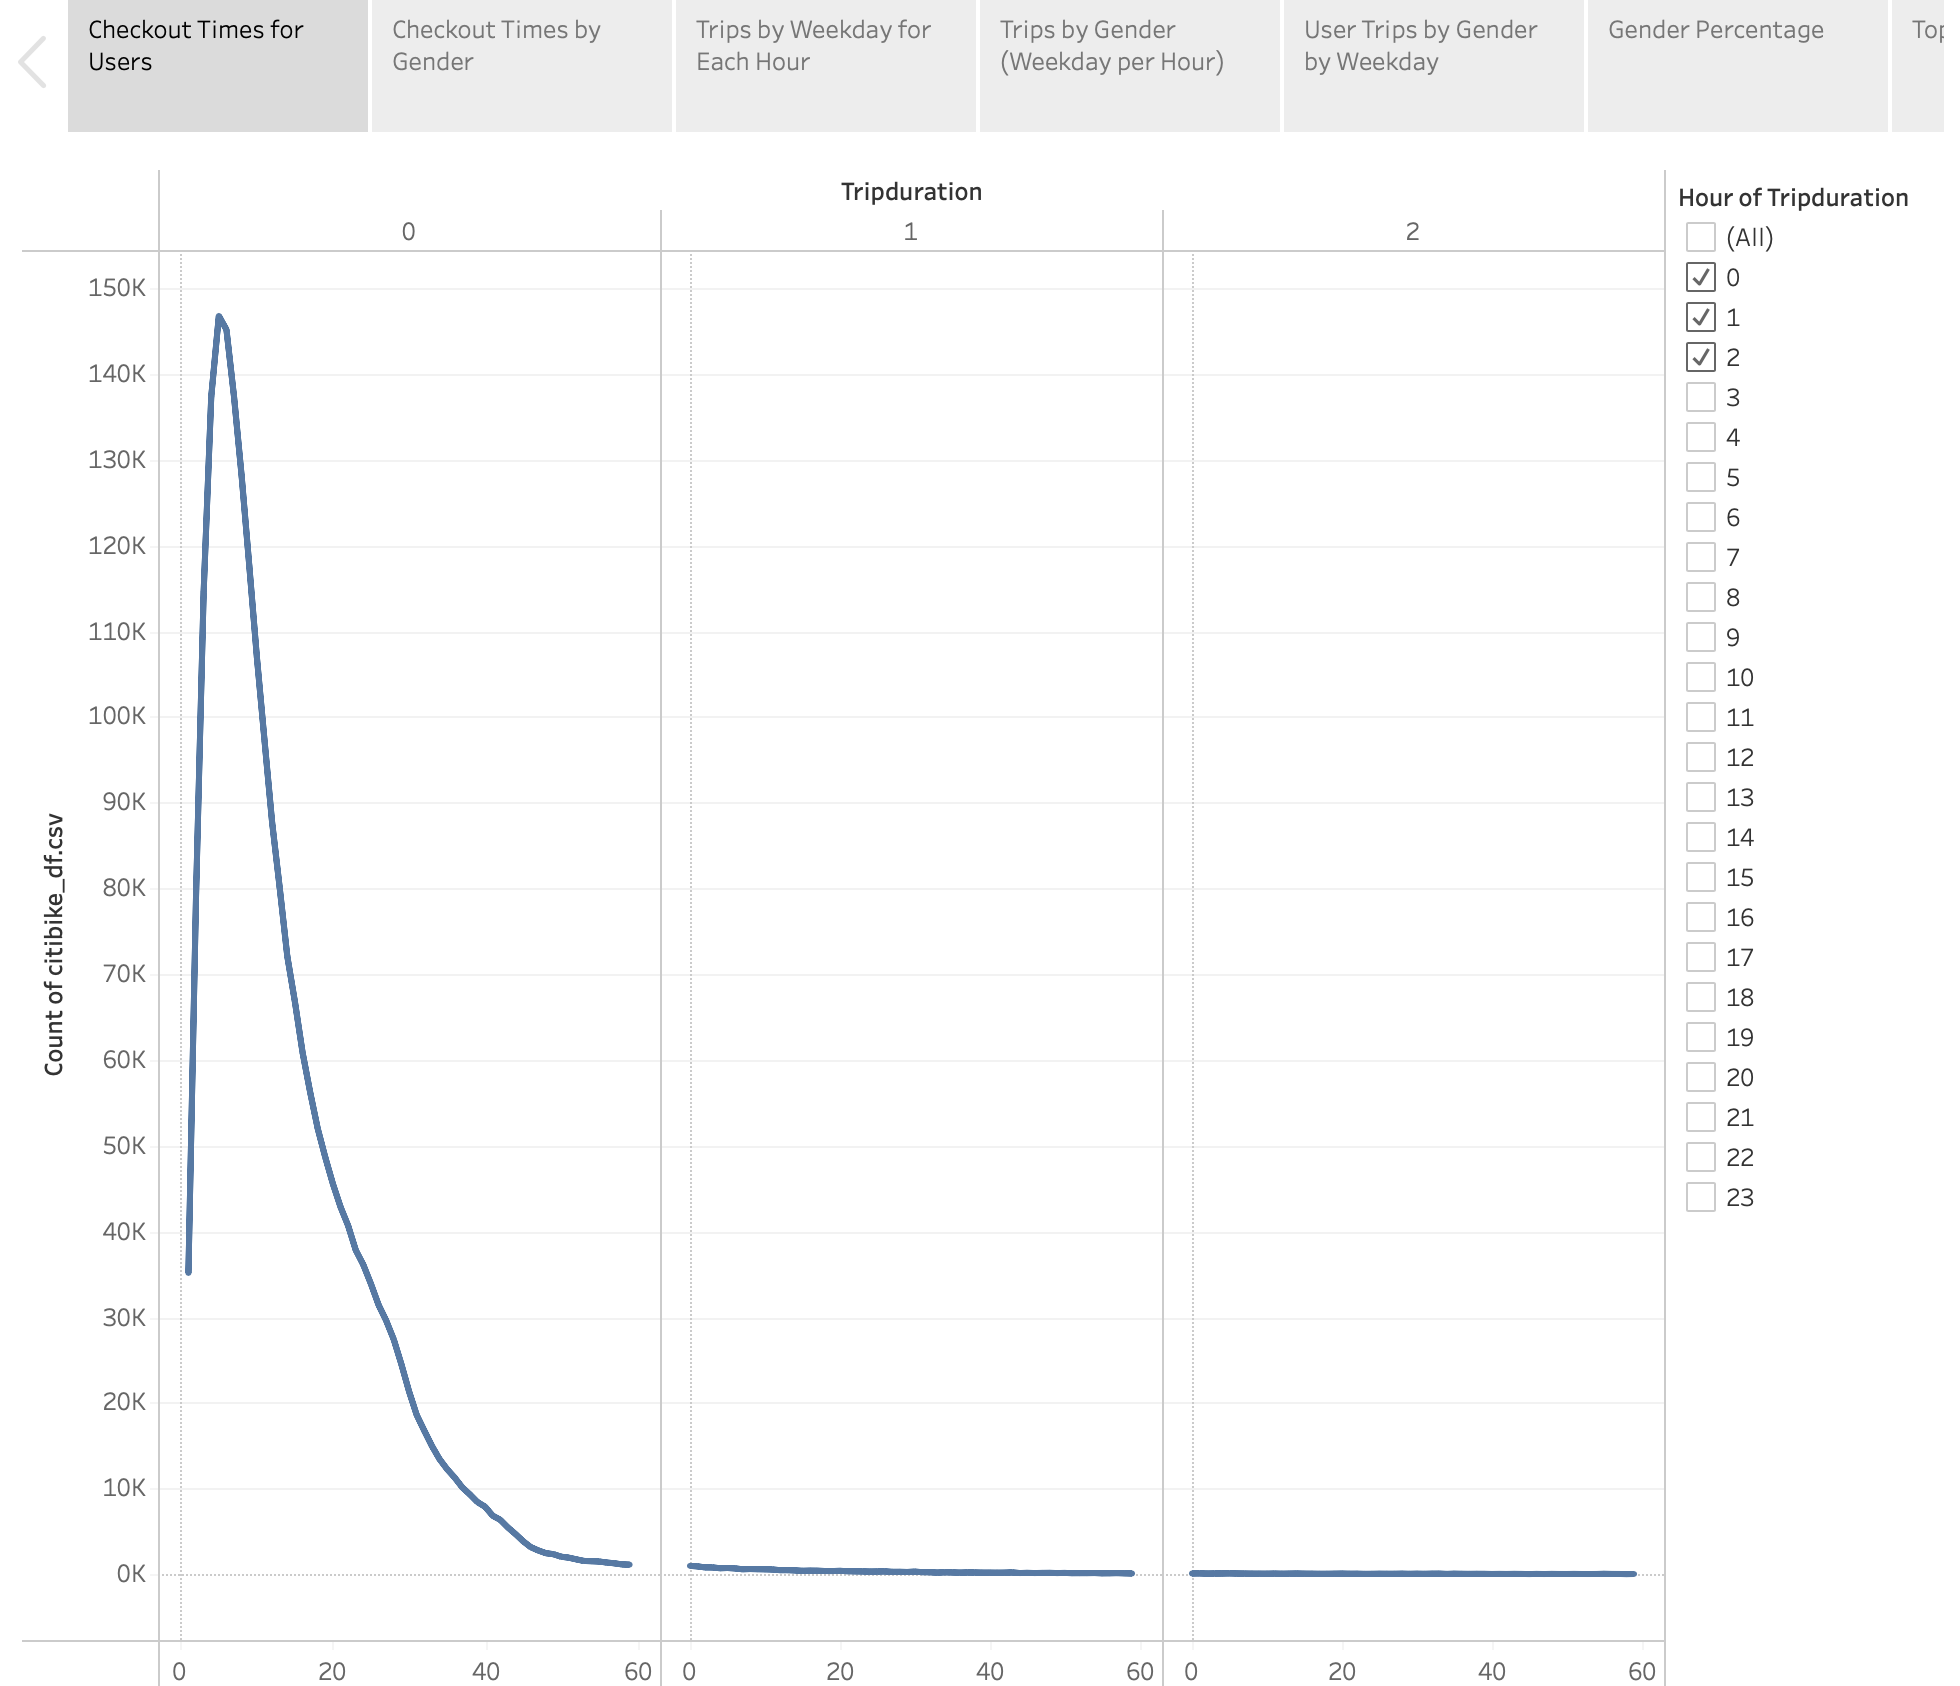 Checkout Times for
Users
Checkout Times by
Gender
Trips by Weekday for
Each Hour
Trips by Gender
(Weekday per Hour)
User Trips by Gender
by Weekday
Gender Percentage
Top
Tripduration
0
1
2
Count of citibike_df.csv
150K
140K
130K
120K
110K
100K
90K
80K
70K
60K
50K
40K
30K
20K
10K
0K
0
20
40
60
0
20
40
60
0
20
40
60
Hour of Tripduration
(All)
0
1
2
3
4
5
6
7
8
9
10
11
12
13
14
15
16
17
18
19
20
21
22
23